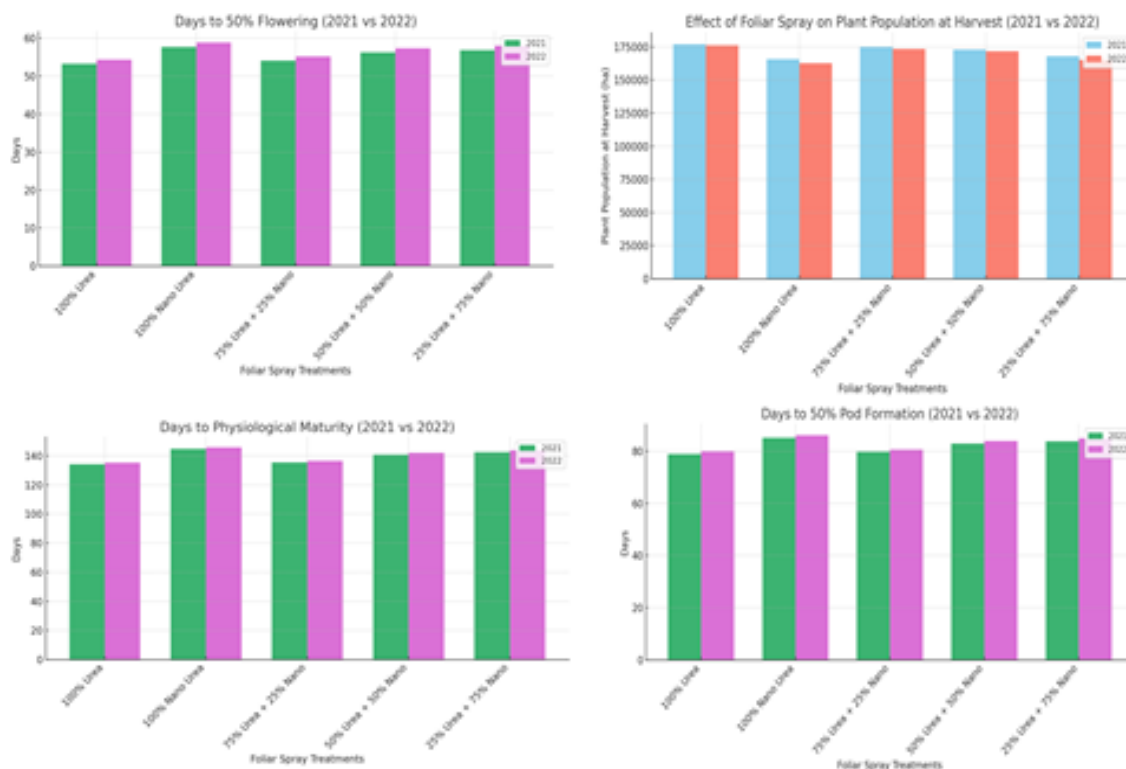 Days to 50% Flowering (2021 vs 2022)
60
50
40
30
20
10
0
Days
2021
2022
100% Urea
100% Nano Urea
75% Urea + 25% Nano
50% Urea + 50% Nano
25% Urea + 75% Nano
Foliar Spray Treatments
Effect of Foliar Spray on Plant Population at Harvest (2021 vs 2022)
175000
150000
125000
100000
75000
50000
25000
0
Plant Population at Harvest (ha)
2021
2022
100% Urea
100% Nano Urea
75% Urea + 25% Nano
50% Urea + 50% Nano
25% Urea + 75% Nano
Foliar Spray Treatments
Days to Physiological Maturity (2021 vs 2022)
140
120
100
80
60
40
20
0
Days
2021
2022
100% Urea
100% Nano Urea
75% Urea + 25% Nano
50% Urea + 50% Nano
25% Urea + 75% Nano
Foliar Spray Treatments
Days to 50% Pod Formation (2021 vs 2022)
80
60
40
20
0
Days
2021
2022
100% Urea
100% Nano Urea
75% Urea + 25% Nano
50% Urea + 50% Nano
25% Urea + 75% Nano
Foliar Spray Treatments